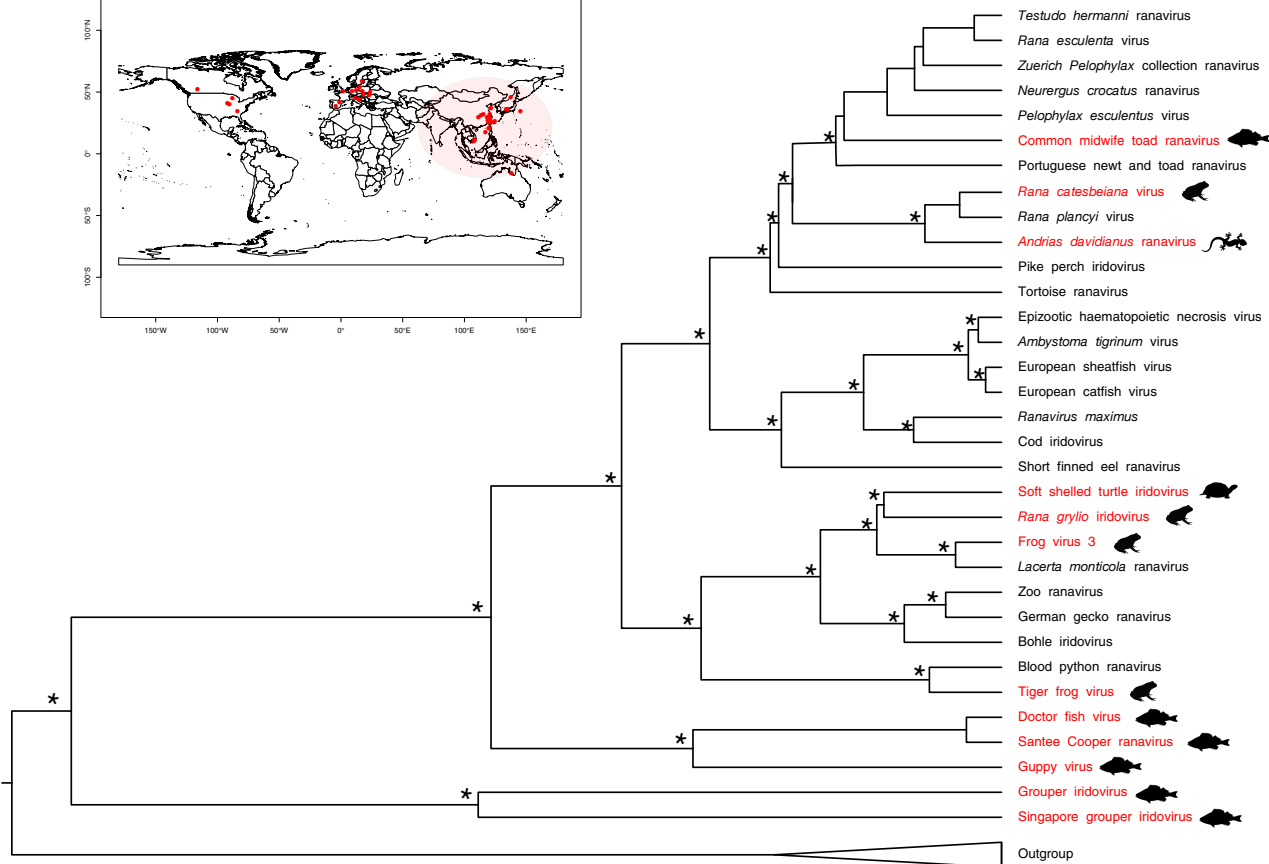 100°N
50°N
0°
50°S
100°S
150°W
100°W
50°W
0°
50°E
100°E
150°E
Testudo hermanni ranavirus
Rana esculenta virus
Zuerich Pelophylax collection ranavirus
Neurergus crocatus ranavirus
Pelophylax esculentus virus
Common midwife toad ranavirus
Portuguese newt and toad ranavirus
Rana catesbeiana virus
Rana plancyi virus
Andrias davidianus ranavirus
Pike perch iridovirus
Tortoise ranavirus
Epizootic haematopoietic necrosis virus
Ambystoma tigrinum virus
European sheatfish virus
European catfish virus
Ranavirus maximus
Cod iridovirus
Short finned eel ranavirus
Soft shelled turtle iridovirus
Rana grylio iridovirus
Frog virus 3
Lacerta monticola ranavirus
Zoo ranavirus
German gecko ranavirus
Bohle iridovirus
Blood python ranavirus
Tiger frog virus
Doctor fish virus
Santee Cooper ranavirus
Guppy virus
Grouper iridovirus
Singapore grouper iridovirus
Outgroup